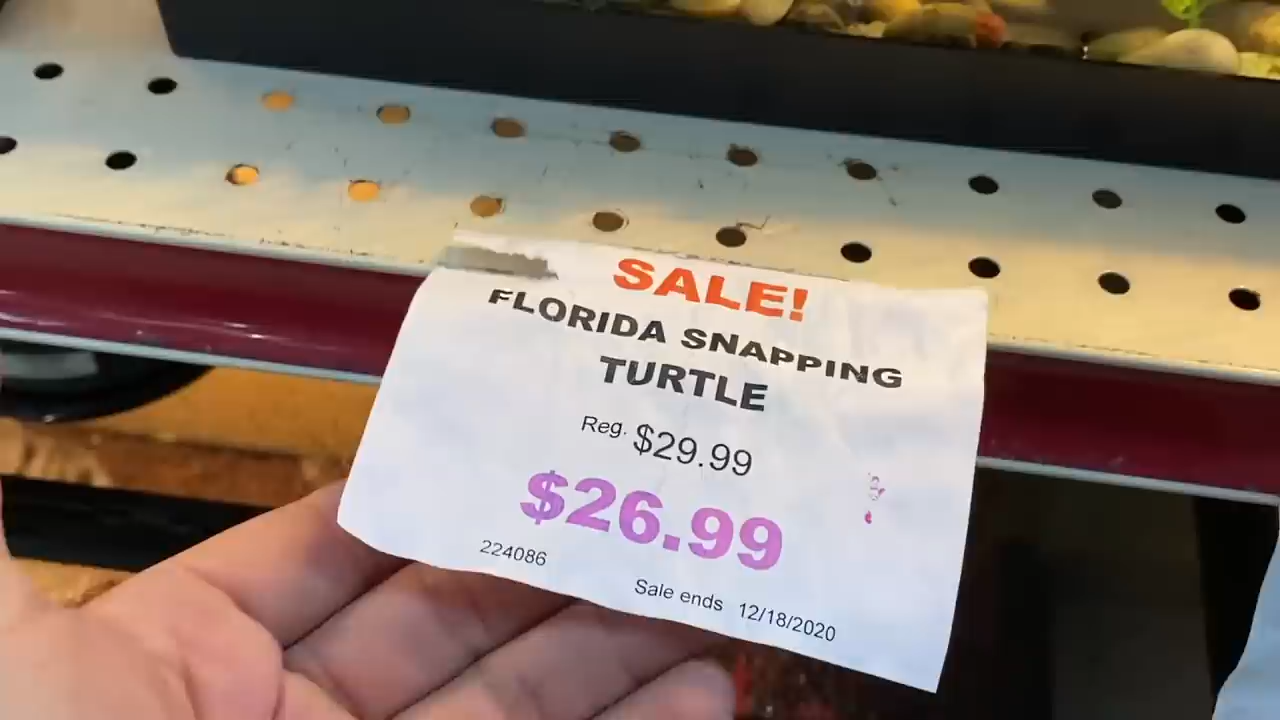 SALE!
FLORIDA SNAPPING
TURTLE
Reg. $29.99
$26.99
224086
Sale ends 12/18/2020